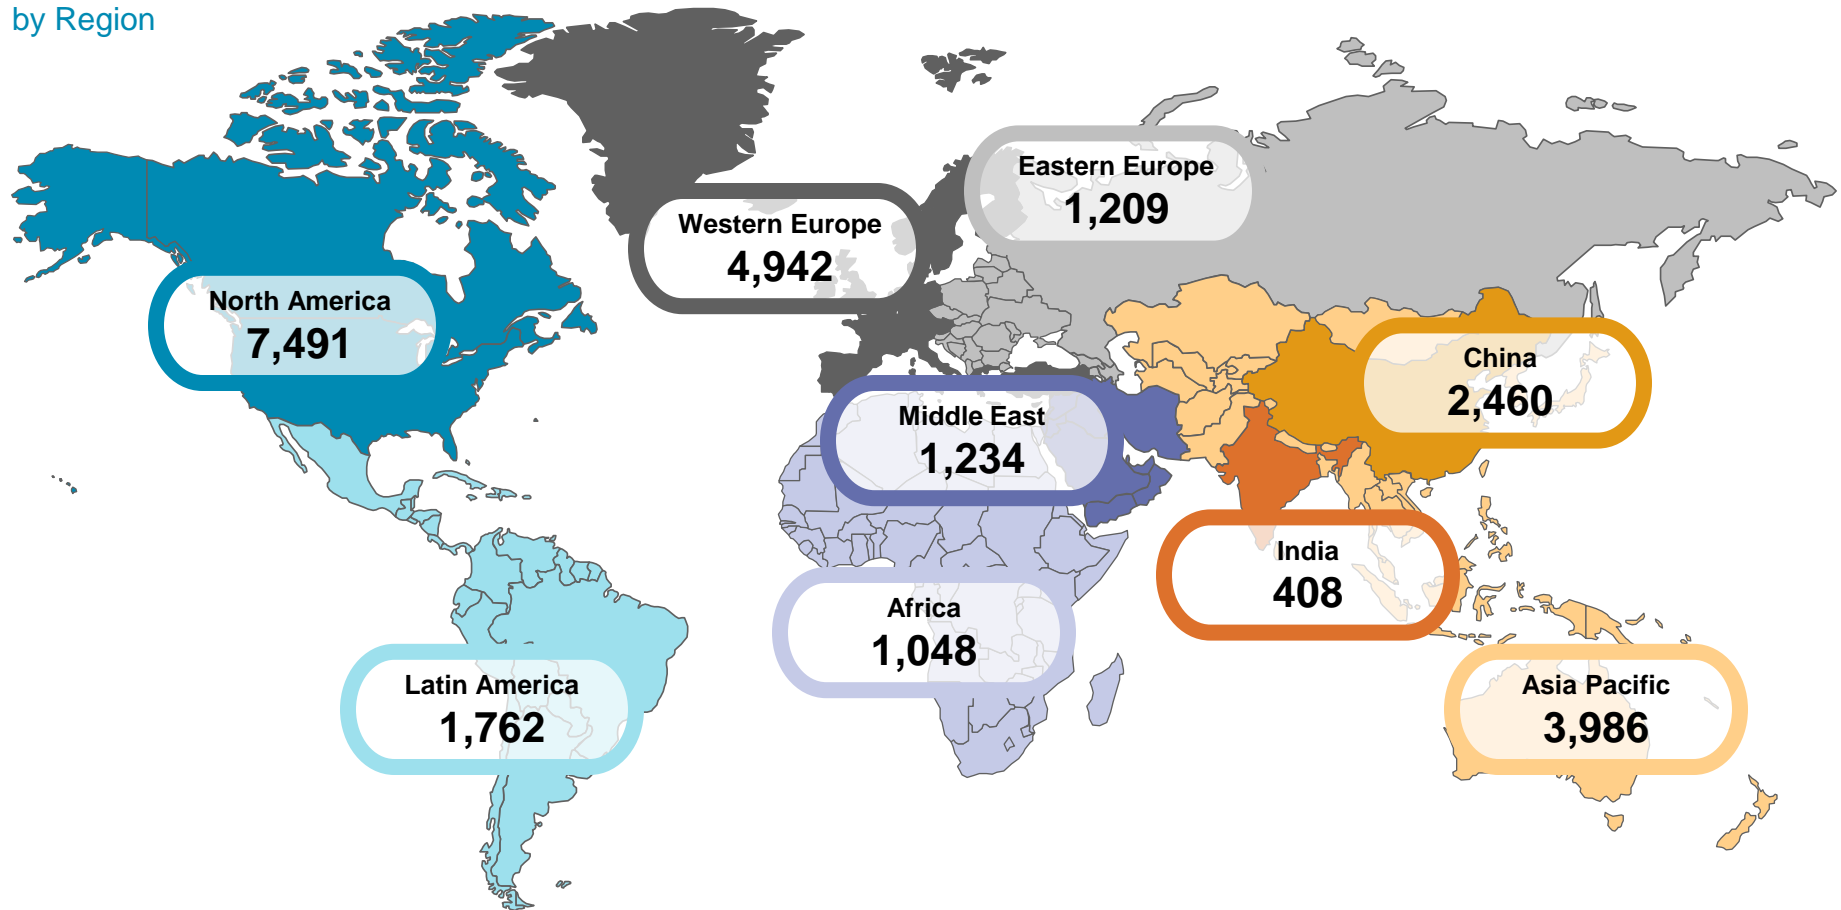 by Region
Eastern Europe
1,209
Western Europe
4,942
North America
7,491
China
2,460
Middle East
1,234
India
408
Africa
1,048
Latin America
1,762
Asia Pacific
3,986